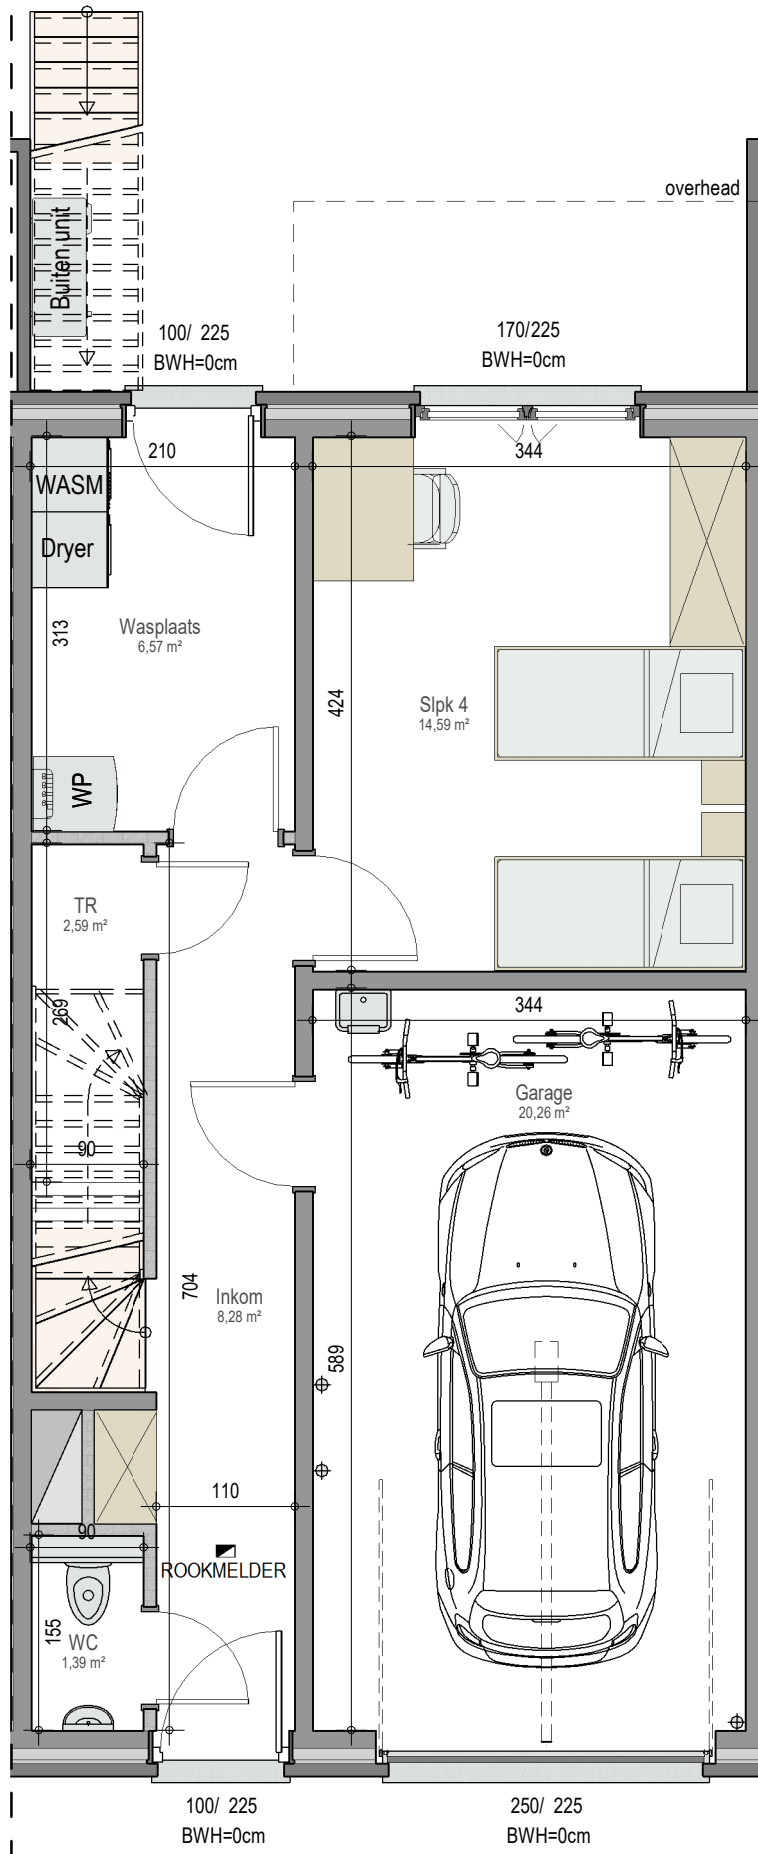 overhead
Buiten unit
100/ 225
BWH=0cm
170/225
BWH=0cm
210
344
WASM
Dryer
Wasplaats
6,57 m²
313
424
Slpk 4
14,59 m²
WP
TR
2,59 m²
269
344
Garage
20,26 m²
90
704
Inkom
8,28 m²
589
110
90
ROOKMELDER
155
WC
1,39 m²
100/ 225
BWH=0cm
250/ 225
BWH=0cm